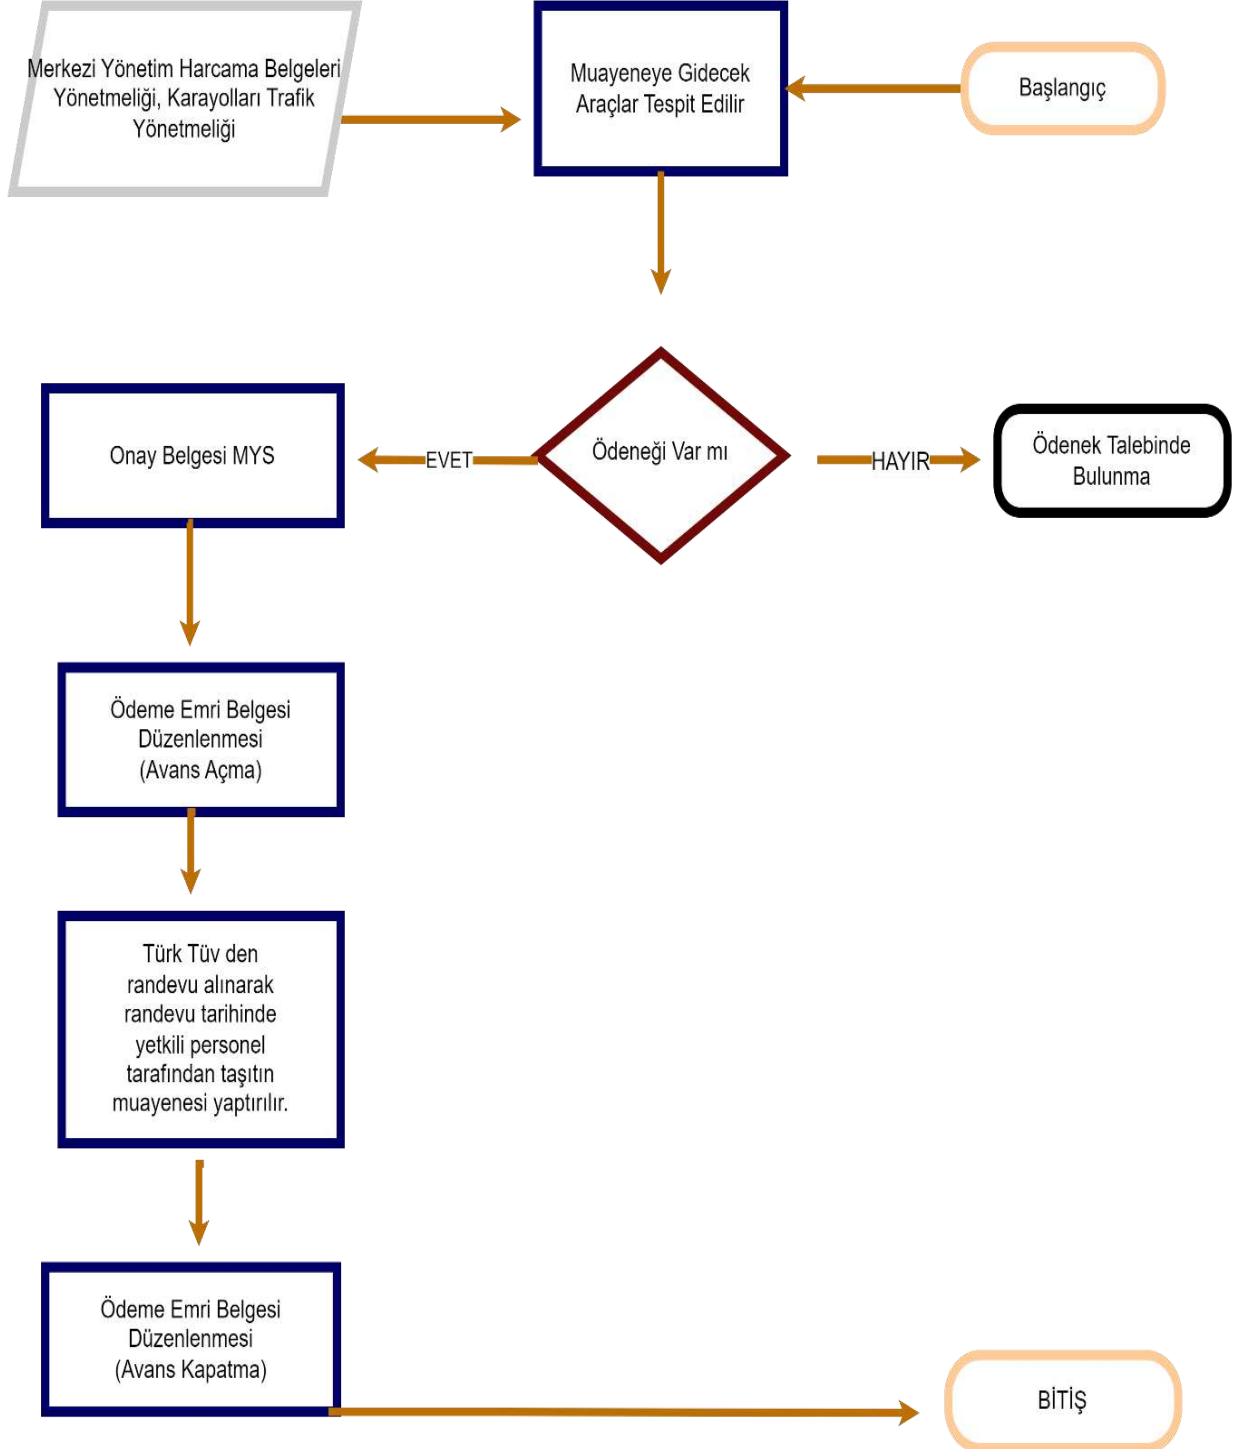 Merkezi Yönetim Harcama Belgeleri
Yönetmeliği, Karayolları Trafik
Yönetmeliği
Muayeneye Gidecek
Araçlar Tespit Edilir
Başlangıç
Onay Belgesi MYS
EVET
Ödeneği Var mı
HAYIR
Ödenek Talebinde
Bulunma
Ödeme Emri Belgesi
Düzenlenmesi
(Avans Açma)
Türk Tüv den
randevu alınarak
randevu tarihinde
yetkili personel
tarafından taşıtın
muayenesi yaptırılır.
Ödeme Emri Belgesi
Düzenlenmesi
(Avans Kapatma)
BİTİŞ